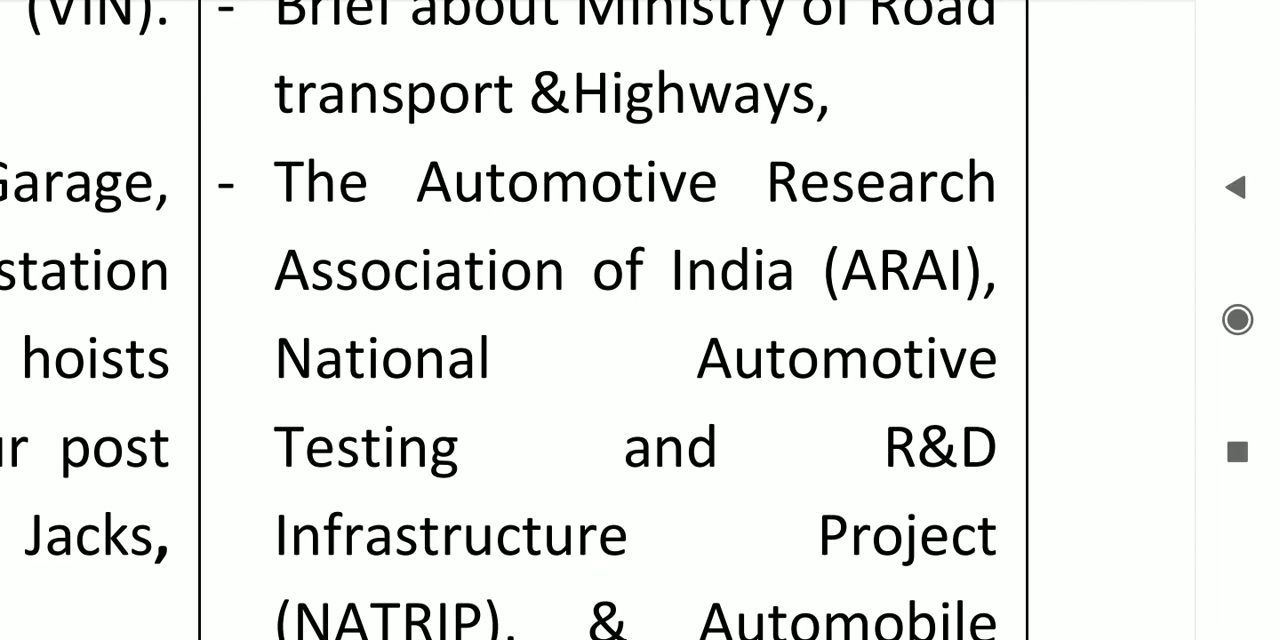 (VIN).
Garage,
station
hoists
post
Jacks,
- Brief about Ministry of Road
transport &Highways,
- The Automotive Research
Association of India (ARAI),
National Automotive
Testing and R&D
Infrastructure Project
(NATRIP), & Automobile